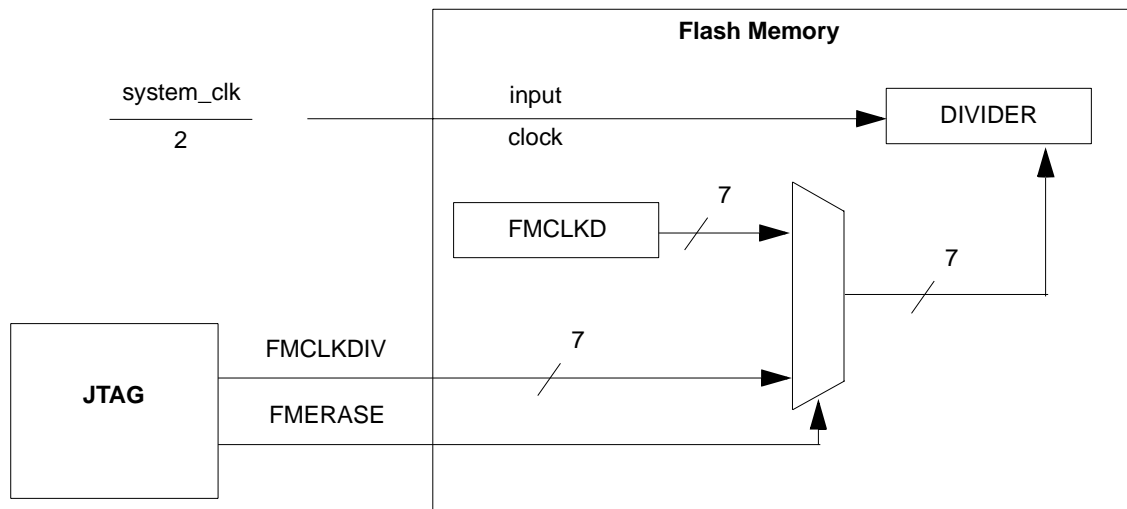 Flash Memory
system_clk
2
input
clock
DIVIDER
7
FMCLKD
7
7
FMCLKDIV
JTAG
FMERASE